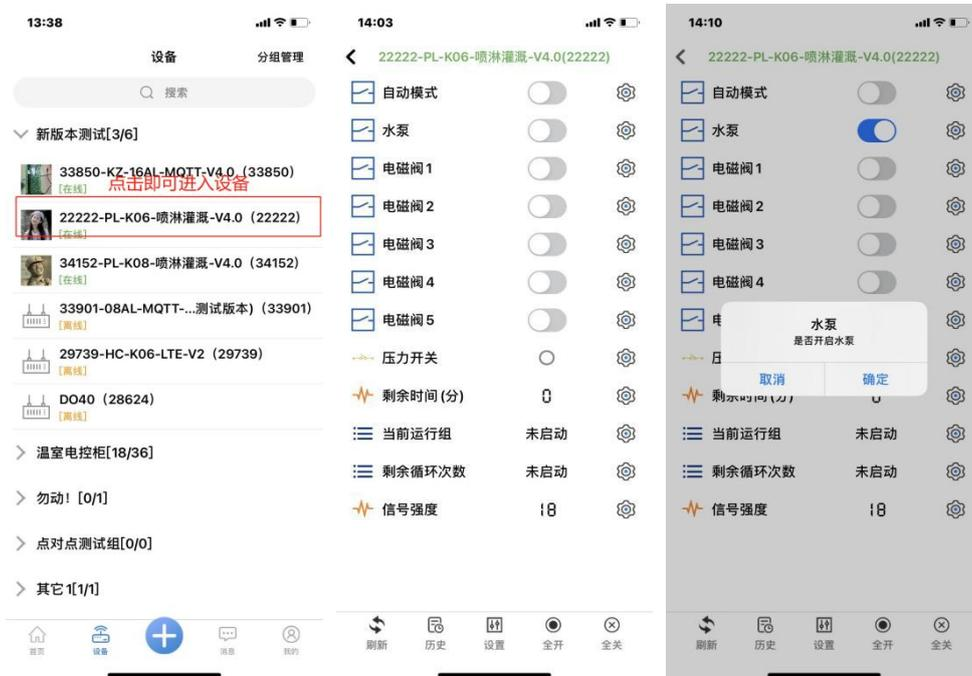 13:38
设备
分组管理
搜索
新版本测试[3/6]
33850-KZ-16AL-MQTT-V4.0（33850）
[在线]
点击即可进入设备
22222-PL-K06-喷淋灌溉-V4.0（22222）
[在线]
34152-PL-K08-喷淋灌溉-V4.0（34152）
[在线]
33901-08AL-MQTT-...测试版本)（33901）
[离线]
29739-HC-K06-LTE-V2（29739）
[离线]
DO40（28624）
[离线]
温室电控柜[18/36]
勿动！[0/1]
点对点测试组[0/0]
其它1[1/1]
首页
设备
消息
我的
14:03
22222-PL-K06-喷淋灌溉-V4.0(22222)
自动模式
水泵
电磁阀1
电磁阀2
电磁阀3
电磁阀4
电磁阀5
压力开关
剩余时间(分) 0
当前运行组 未启动
剩余循环次数 未启动
信号强度 18
刷新
历史
设置
全开
全关
14:10
22222-PL-K06-喷淋灌溉-V4.0(22222)
自动模式
水泵
电磁阀1
电磁阀2
电磁阀3
电磁阀4
电
压
水泵
是否开启水泵
取消
确定
剩余时间(分) 0
当前运行组 未启动
剩余循环次数 未启动
信号强度 18
刷新
历史
设置
全开
全关